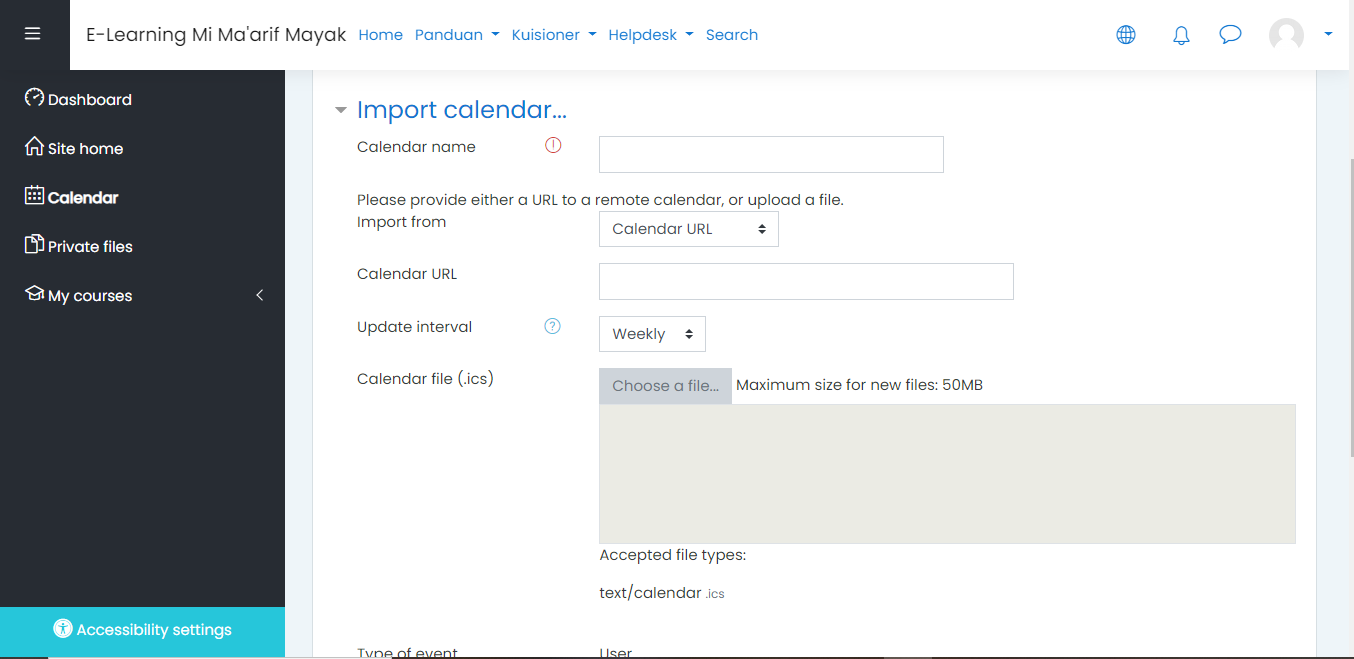 E-Learning Mi Ma'arif Mayak Home Panduan Kuisioner Helpdesk Search
Dashboard
Site home
Calendar
Private files
My courses
Accessibility settings
Import calendar...
Calendar name
Please provide either a URL to a remote calendar, or upload a file.
Import from Calendar URL
Calendar URL
Update interval Weekly
Calendar file (.ics) Choose a file... Maximum size for new files: 50MB
Accepted file types:
text/calendar .ics
Type of event User